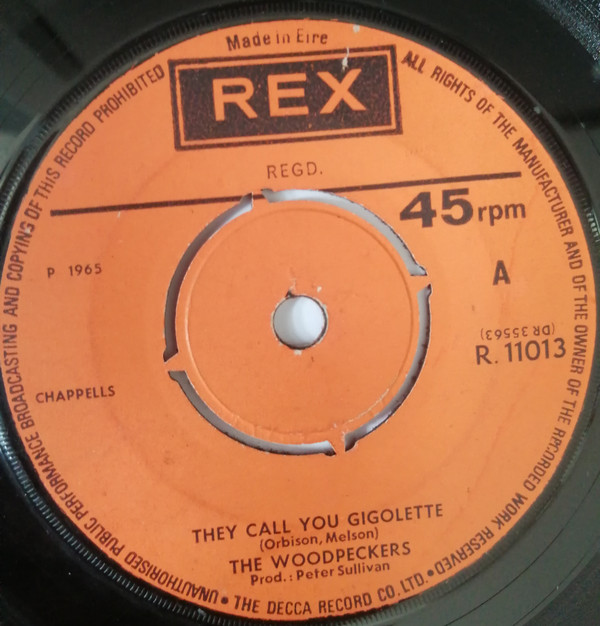 Made in Eire
REX
REGD.
45 rpm
P 1965
A
(DR 35563)
R. 11013
CHAPPELLS
THEY CALL YOU GIGOLETTE
(Orbison, Melson)
THE WOODPECKERS
Prod.: Peter Sullivan
ALL RIGHTS OF THE MANUFACTURER AND OF THE OWNER OF THE RECORDED WORK RESERVED • UNAUTHORISED PUBLIC PERFORMANCE BROADCASTING AND COPYING OF THIS RECORD PROHIBITED
• THE DECCA RECORD CO. LTD. •